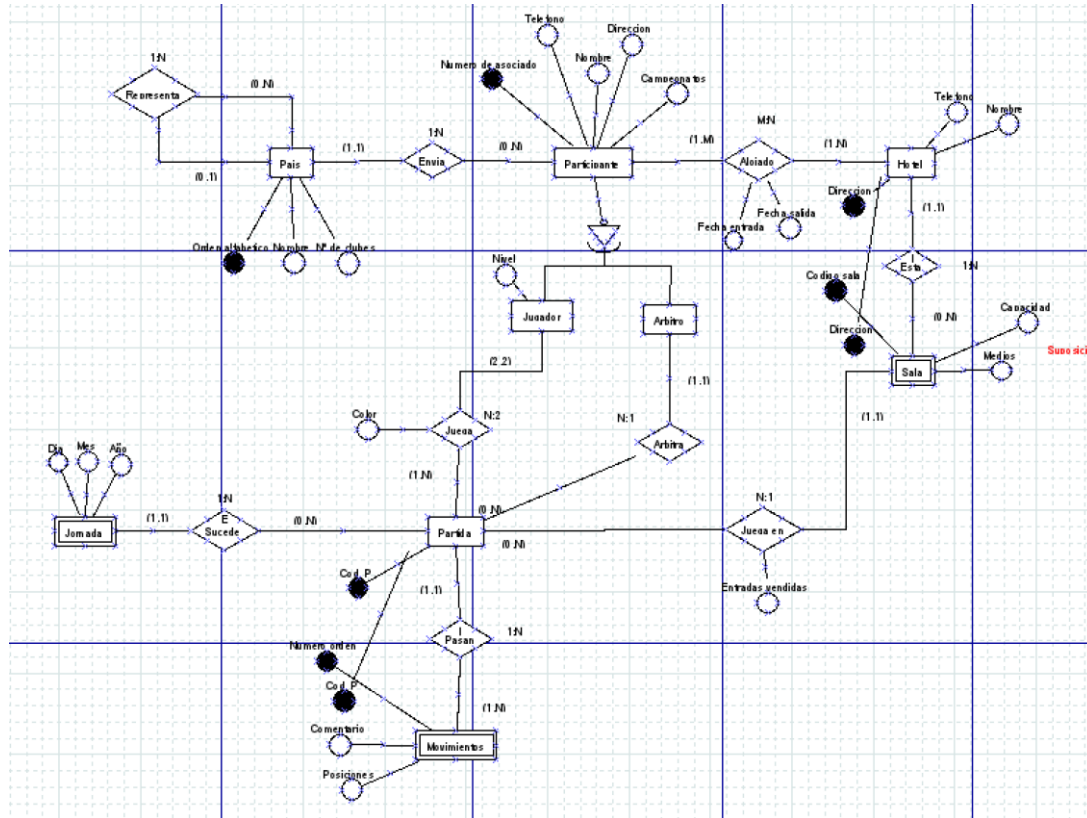 Telefono
Direccion
1:N
Nombre
Numero de asociado
Campeonatos
Representa
(0.N)
Telefono
Nombre
M:N
1:N
(1.1)
(0.N)
(1.M)
(1.N)
Pais
Envia
Participante
Alojado
Hotel
(0.1)
Direccion
Fecha salida
(1.1)
Fecha entrada
Orden alfabetico
Nombre
Nº de clubes
I
Esta
1:N
Nivel
Codigo sala
Capacidad
Jugador
Arbitro
(0.N)
Direccion
Suposici
(2.2)
Medios
Sala
(1.1)
Color
N:2
N:1
(1.1)
Juega
Arbitra
Dia
Mes
Año
(1.N)
1:N
N:1
(1.1)
E
(0.N)
(0.N)
Jornada
Sucede
Partida
Juega en
(0.N)
Cod_P
(1.1)
Entradas vendidas
I
1:N
Pasan
Numero orden
Cod_P
(1.N)
Comentario
Movimientos
Posiciones